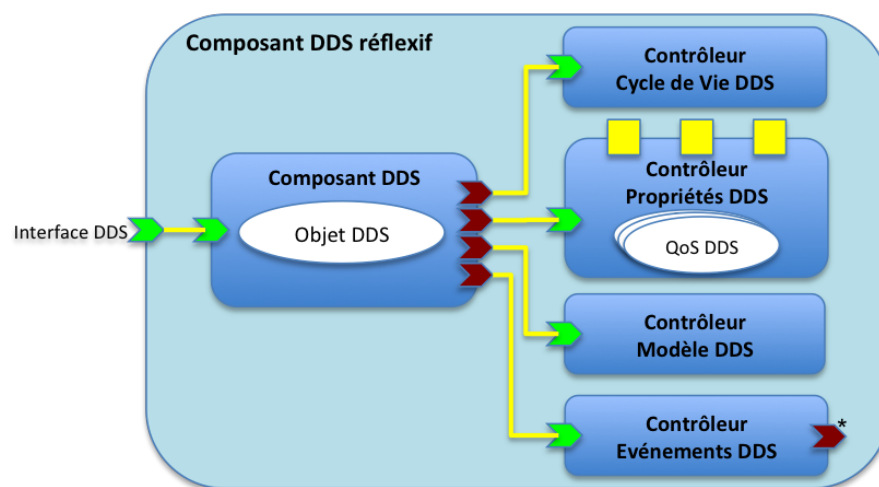 Composant DDS réflexif
Contrôleur
Cycle de Vie DDS
Contrôleur
Propriétés DDS
QoS DDS
Composant DDS
Objet DDS
Interface DDS
Contrôleur
Modèle DDS
Contrôleur
Evénements DDS
*